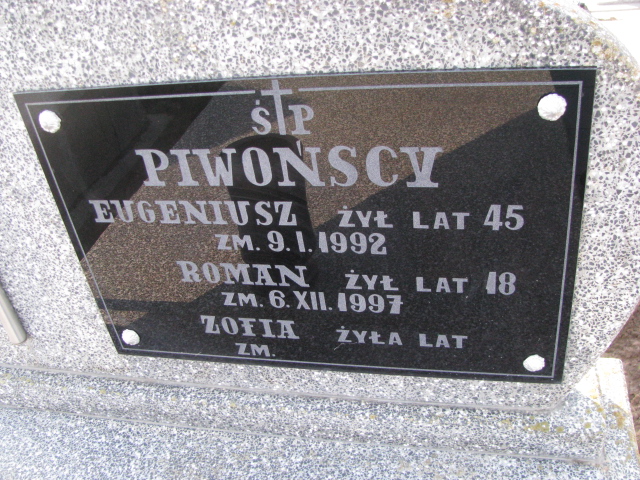 Ś P
PIWOŃSCY
EUGENIUSZ ŻYŁ LAT 45
ZM. 9. I. 1992
ROMAN ŻYŁ LAT 18
ZM. 6. XII. 1997
ZOFIA ŻYŁA LAT
ZM.